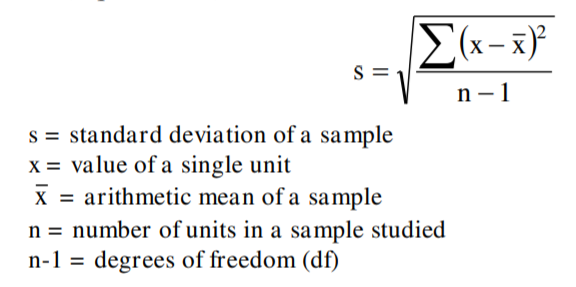 s = √(∑(x – x̄)² / (n – 1))
s = standard deviation of a sample
x = value of a single unit
x̄ = arithmetic mean of a sample
n = number of units in a sample studied
n-1 = degrees of freedom (df)